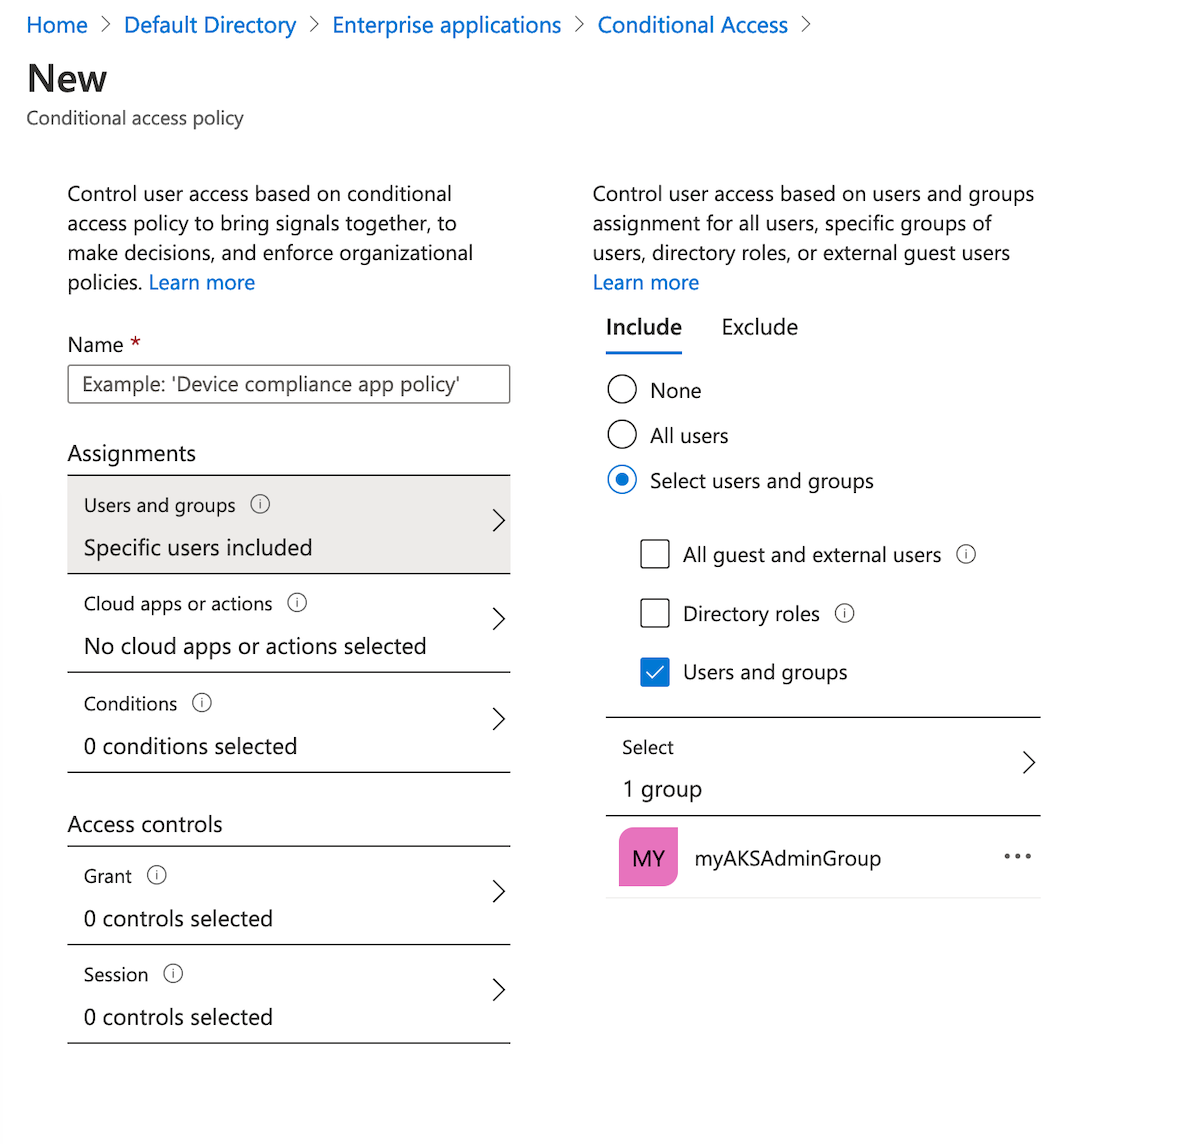 Home > Default Directory > Enterprise applications > Conditional Access >
New
Conditional access policy
Control user access based on conditional
access policy to bring signals together, to
make decisions, and enforce organizational
policies. Learn more
Name *
Example: 'Device compliance app policy'
Assignments
Users and groups
Specific users included
Cloud apps or actions
No cloud apps or actions selected
Conditions
0 conditions selected
Access controls
Grant
0 controls selected
Session
0 controls selected
Control user access based on users and groups
assignment for all users, specific groups of
users, directory roles, or external guest users
Learn more
Include Exclude
None
All users
Select users and groups
All guest and external users
Directory roles
Users and groups
Select
1 group
MY myAKSAdminGroup